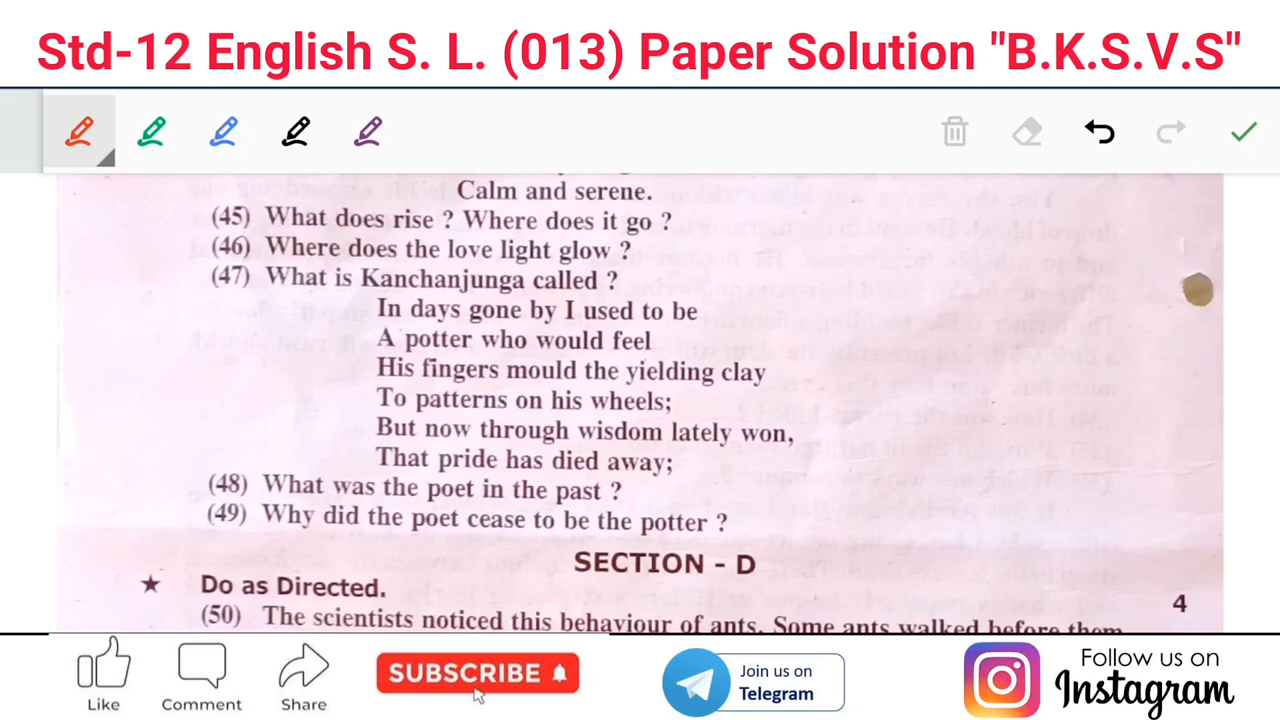 Std-12 English S. L. (013) Paper Solution "B.K.S.V.S"
Calm and serene.
(45) What does rise ? Where does it go ?
(46) Where does the love light glow ?
(47) What is Kanchanjunga called ?
In days gone by I used to be
A potter who would feel
His fingers mould the yielding clay
To patterns on his wheels;
But now through wisdom lately won,
That pride has died away;
(48) What was the poet in the past ?
(49) Why did the poet cease to be the potter ?
SECTION - D
★ Do as Directed.
4
(50) The scientists noticed this behaviour of ants. Some ants walked before them
Like
Comment
Share
SUBSCRIBE
Join us on
Telegram
Follow us on
Instagram